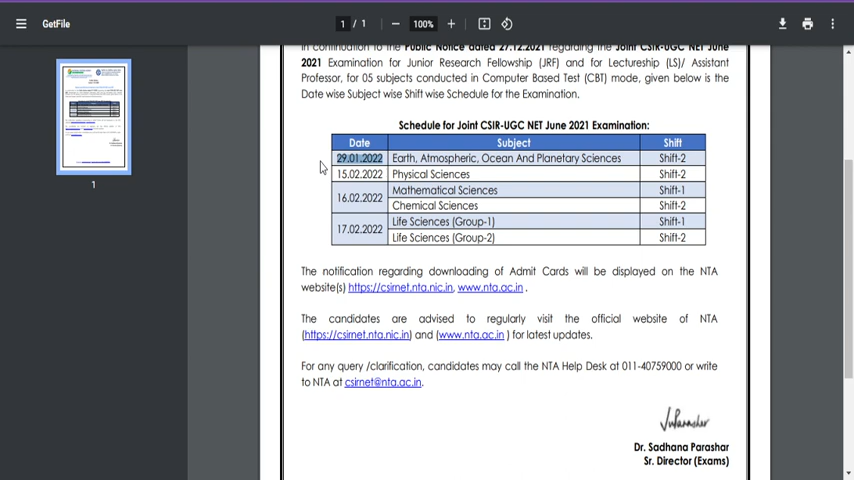 GetFile
1 / 1
100%
1
In continuation to the Public Notice dated 27.12.2021 regarding the Joint CSIR-UGC NET June
2021 Examination for Junior Research Fellowship (JRF) and for Lectureship (LS)/ Assistant
Professor, for 05 subjects conducted in Computer Based Test (CBT) mode, given below is the
Date wise Subject wise Shift wise Schedule for the Examination.
Schedule for Joint CSIR-UGC NET June 2021 Examination:
Date Subject Shift
29.01.2022 Earth, Atmospheric, Ocean And Planetary Sciences Shift-2
15.02.2022 Physical Sciences Shift-2
16.02.2022 Mathematical Sciences Shift-1
Chemical Sciences Shift-2
17.02.2022 Life Sciences (Group-1) Shift-1
Life Sciences (Group-2) Shift-2
The notification regarding downloading of Admit Cards will be displayed on the NTA
website(s) https://csirnet.nta.nic.in, www.nta.ac.in .
The candidates are advised to regularly visit the official website of NTA
(https://csirnet.nta.nic.in) and (www.nta.ac.in ) for latest updates.
For any query /clarification, candidates may call the NTA Help Desk at 011-40759000 or write
to NTA at csirnet@nta.ac.in.
Dr. Sadhana Parashar
Sr. Director (Exams)